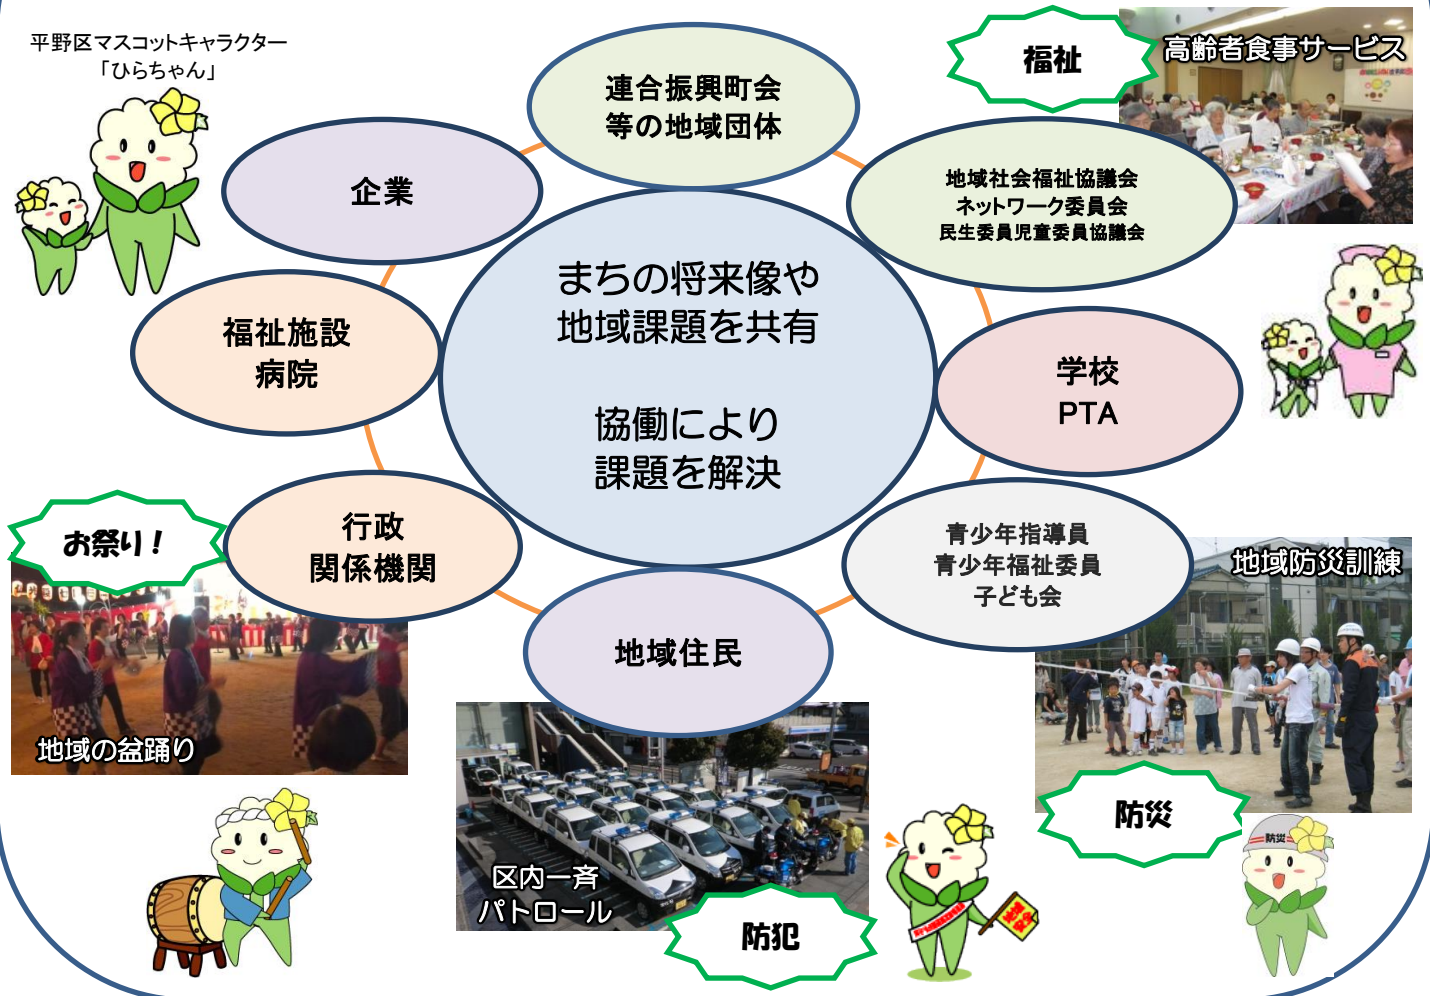 平野区マスコットキャラクター
「ひらちゃん」
連合振興町会
等の地域団体
福祉
高齢者食事サービス
企業
地域社会福祉協議会
ネットワーク委員会
民生委員児童委員協議会
まちの将来像や
地域課題を共有
協働により
課題を解決
福祉施設
病院
学校
PTA
お祭り！
行政
関係機関
青少年指導員
青少年福祉委員
子ども会
地域防災訓練
地域住民
地域の盆踊り
防災
防災
区内一斉
パトロール
防犯
地域
安全